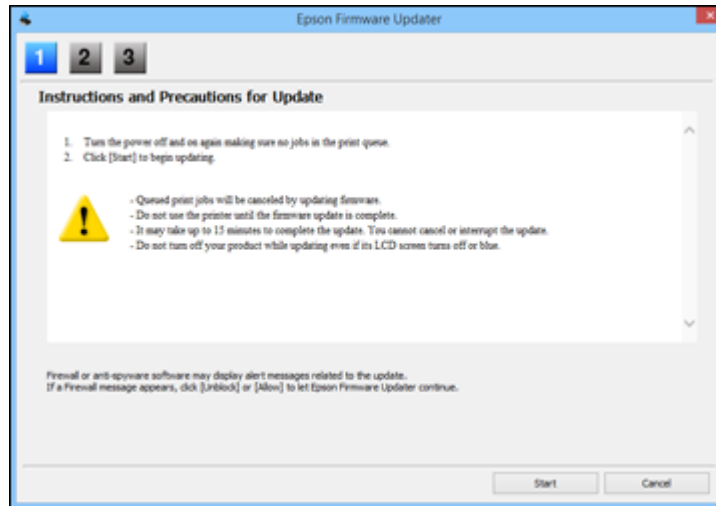 Epson Firmware Updater
1 2 3
Instructions and Precautions for Update
1. Turn the power off and on again making sure no jobs in the print queue.
2. Click [Start] to begin updating.
- Queued print jobs will be canceled by updating firmware.
- Do not use the printer until the firmware update is complete.
- It may take up to 15 minutes to complete the update. You cannot cancel or interrupt the update.
- Do not turn off your product while updating even if its LCD screen turns off or blue.
Firewall or anti-spyware software may display alert messages related to the update.
If a Firewall message appears, click [Unblock] or [Allow] to let Epson Firmware Updater continue.
Start Cancel